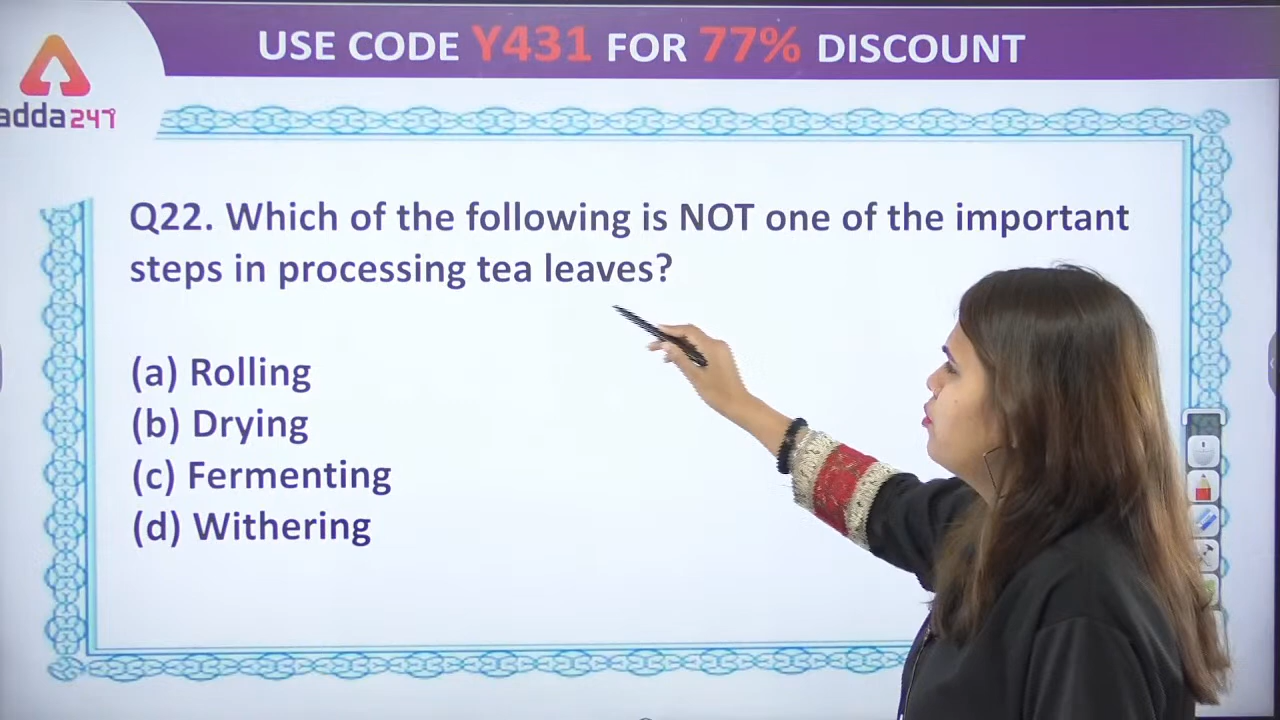 USE CODE Y431 FOR 77% DISCOUNT
adda247
Q22. Which of the following is NOT one of the important
steps in processing tea leaves?
(a) Rolling
(b) Drying
(c) Fermenting
(d) Withering